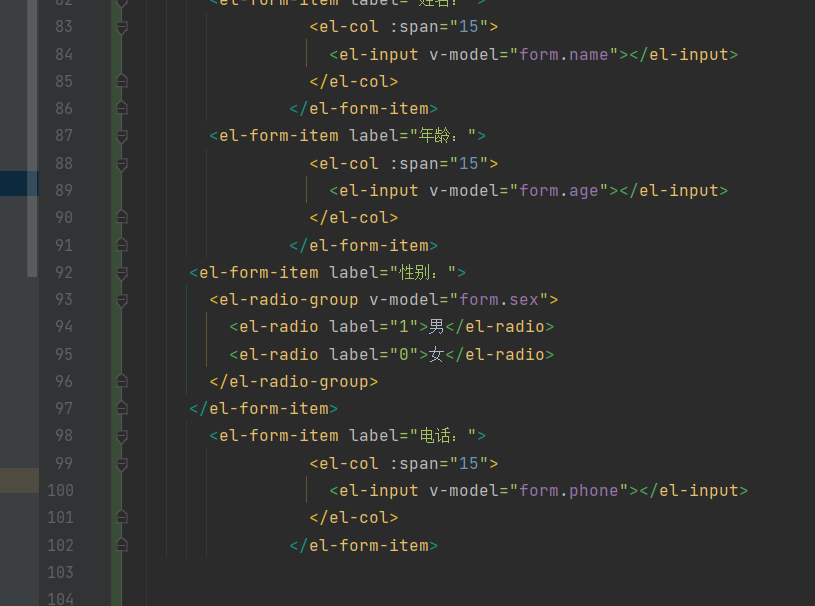 82 <el-form-item label="姓名：">
83 <el-col :span="15">
84 <el-input v-model="form.name"></el-input>
85 </el-col>
86 </el-form-item>
87 <el-form-item label="年龄：">
88 <el-col :span="15">
89 <el-input v-model="form.age"></el-input>
90 </el-col>
91 </el-form-item>
92 <el-form-item label="性别：">
93 <el-radio-group v-model="form.sex">
94 <el-radio label="1">男</el-radio>
95 <el-radio label="0">女</el-radio>
96 </el-radio-group>
97 </el-form-item>
98 <el-form-item label="电话：">
99 <el-col :span="15">
100 <el-input v-model="form.phone"></el-input>
101 </el-col>
102 </el-form-item>
103
104